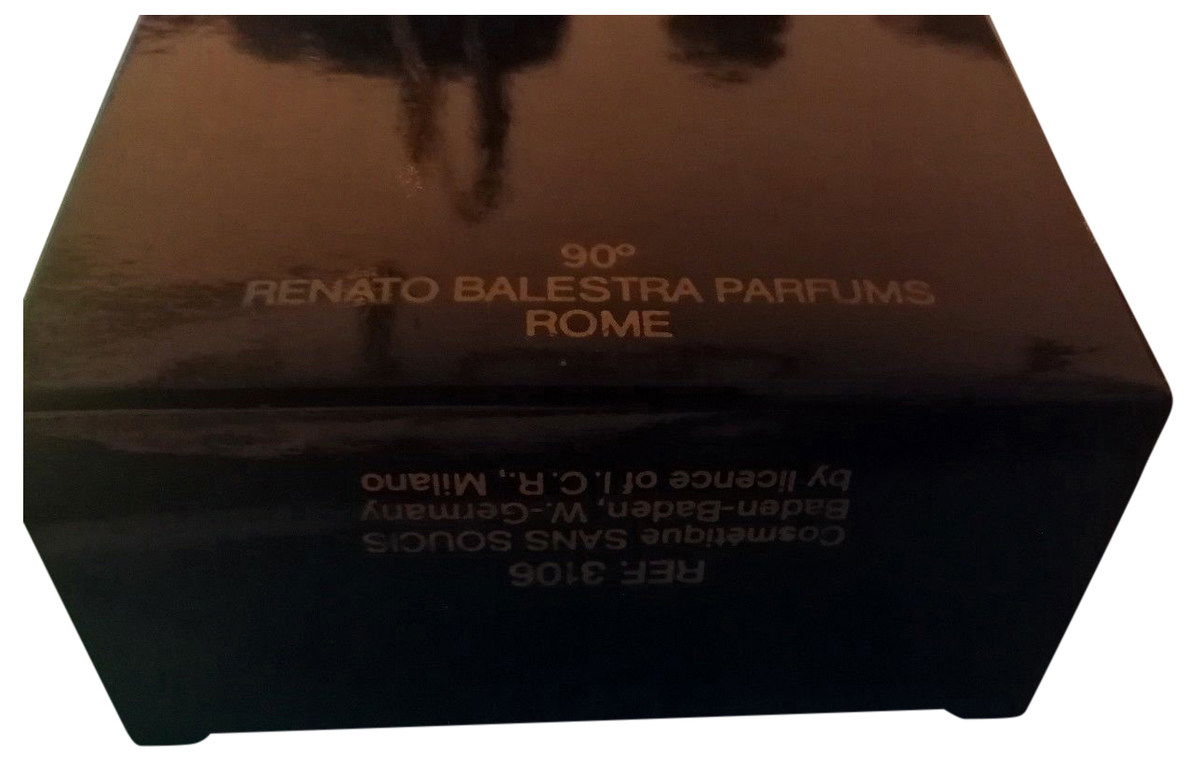 90°
RENATO BALESTRA PARFUMS
ROME
REF. 3106
Cosmétique SANS SOUCIS
Baden-Baden, W.-Germany
by licence of I.C.R., Milano